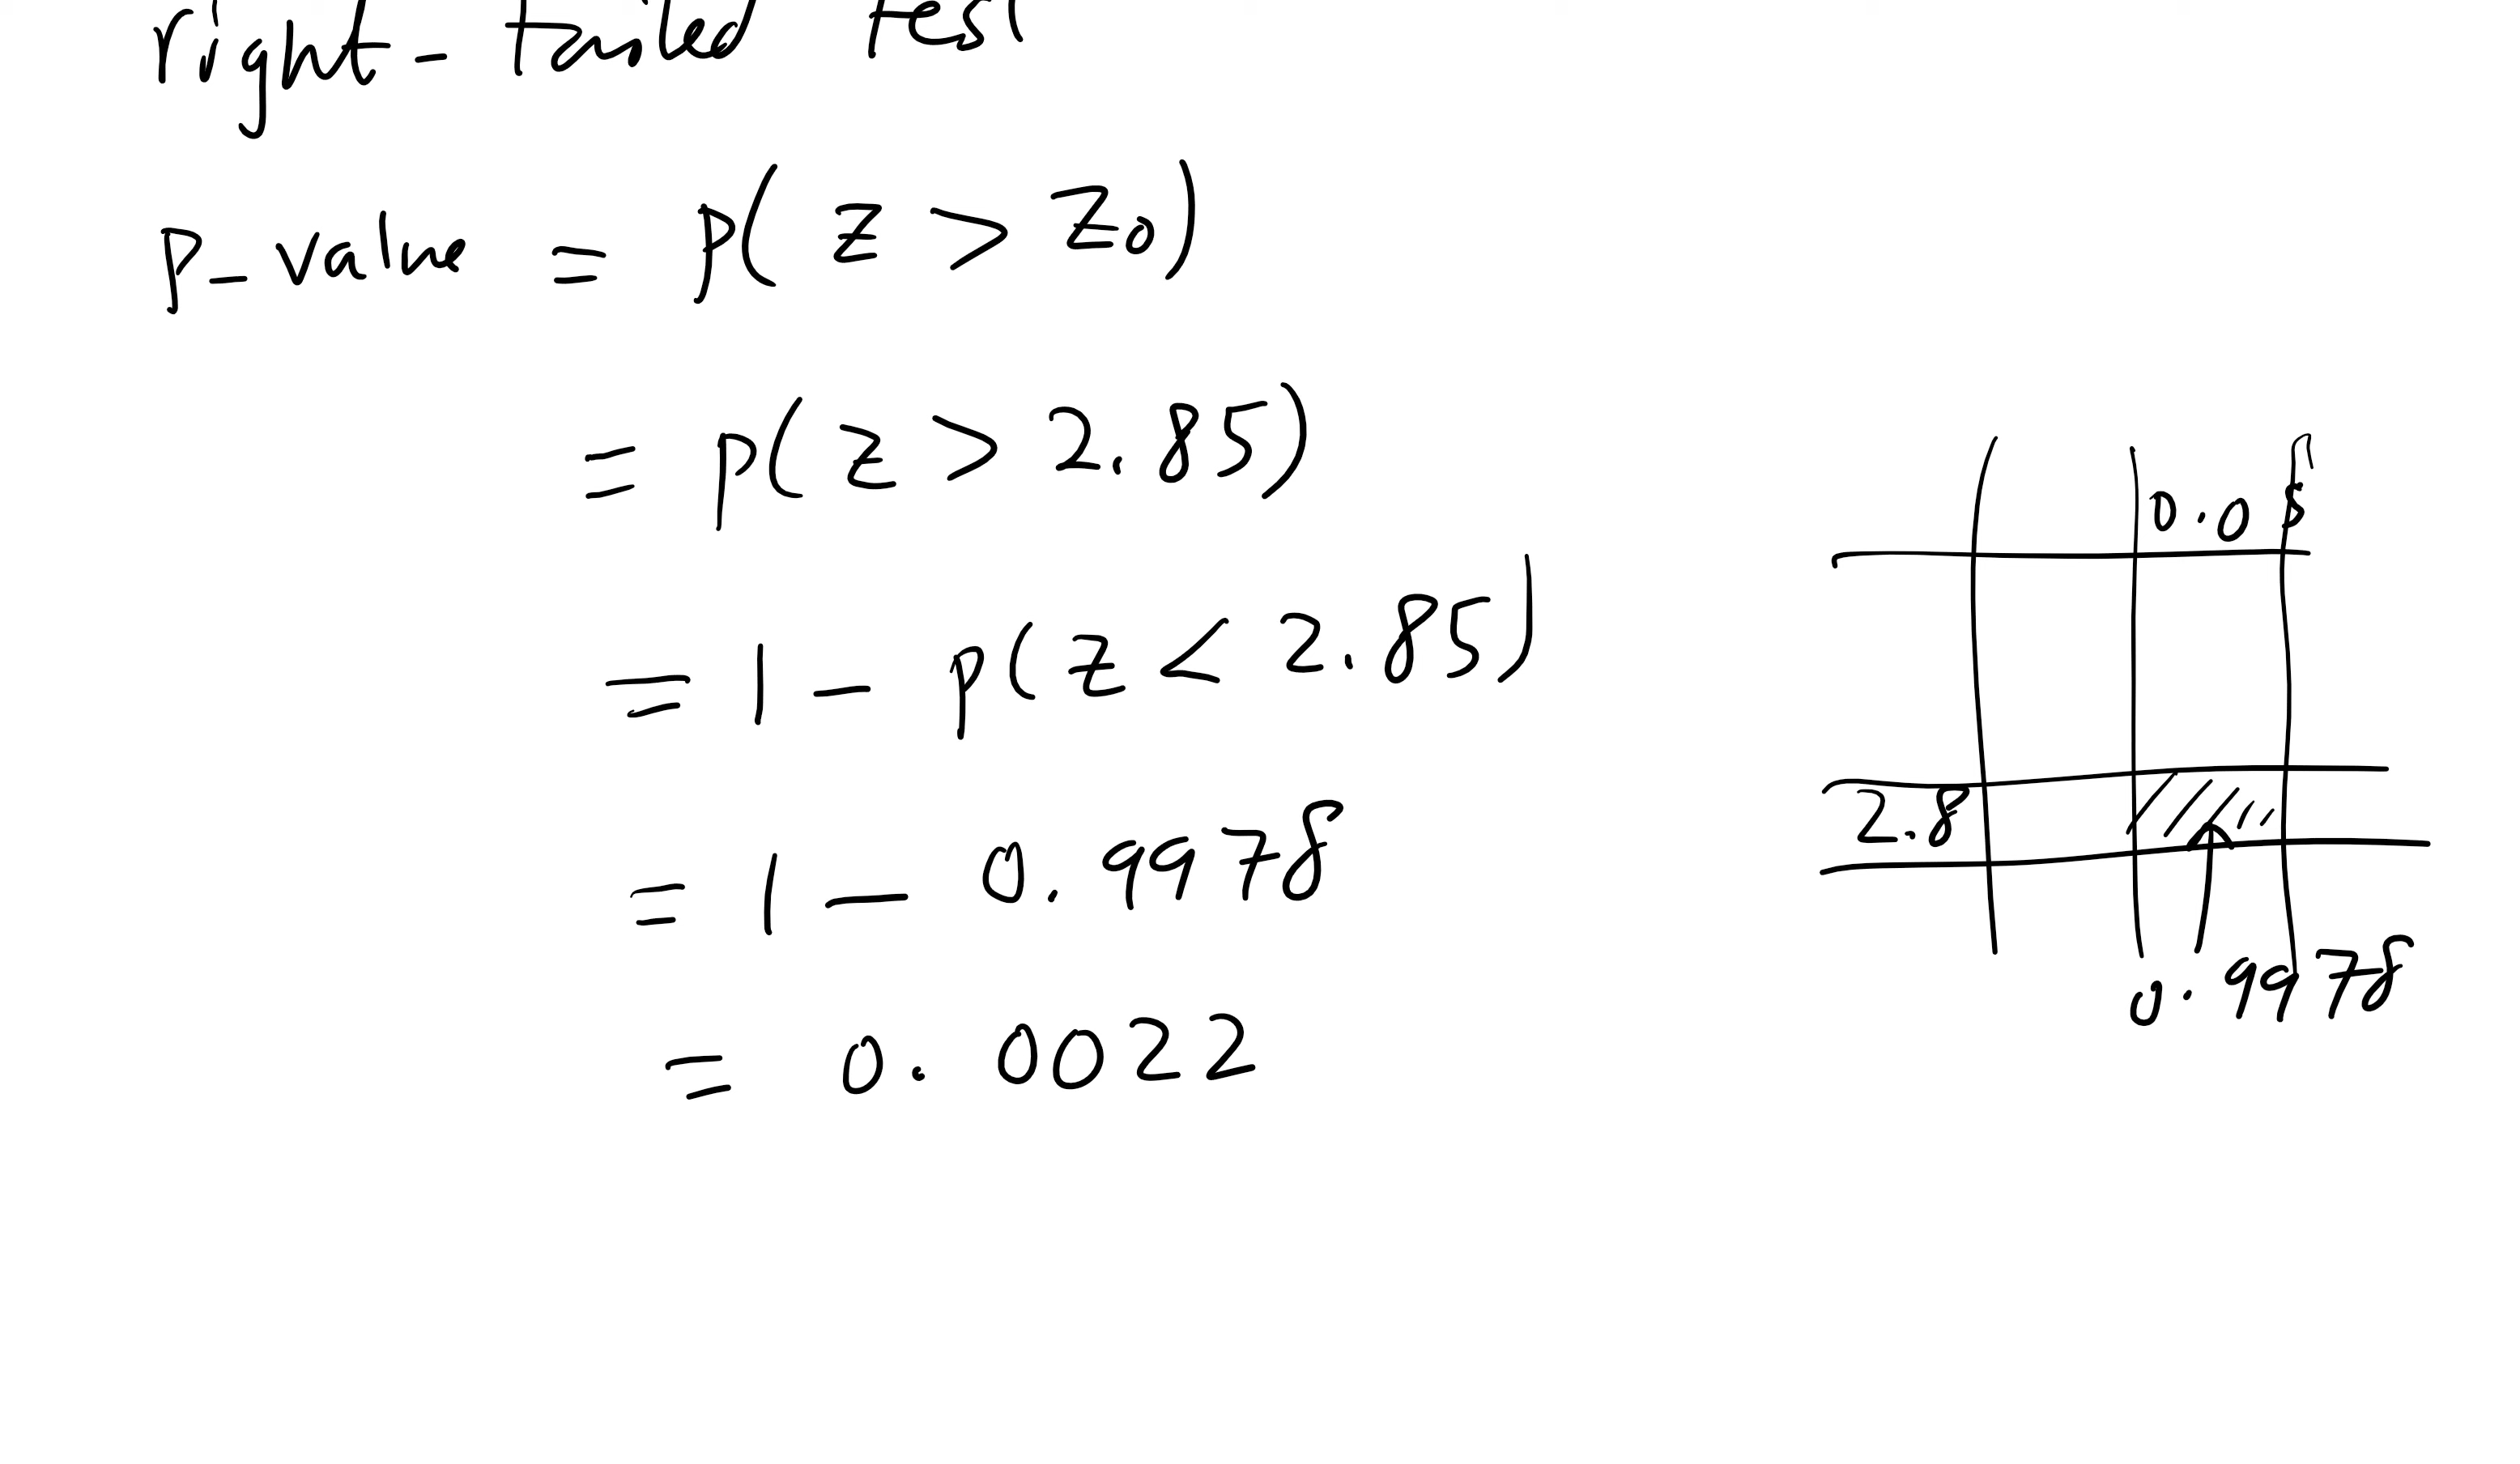 right - tailed test
P-value = p( z > z0 )
= p( z > 2.85 )
= 1 - p( z < 2.85 )
= 1 - 0.9978
= 0.0022
0.05
2.8
0.9978